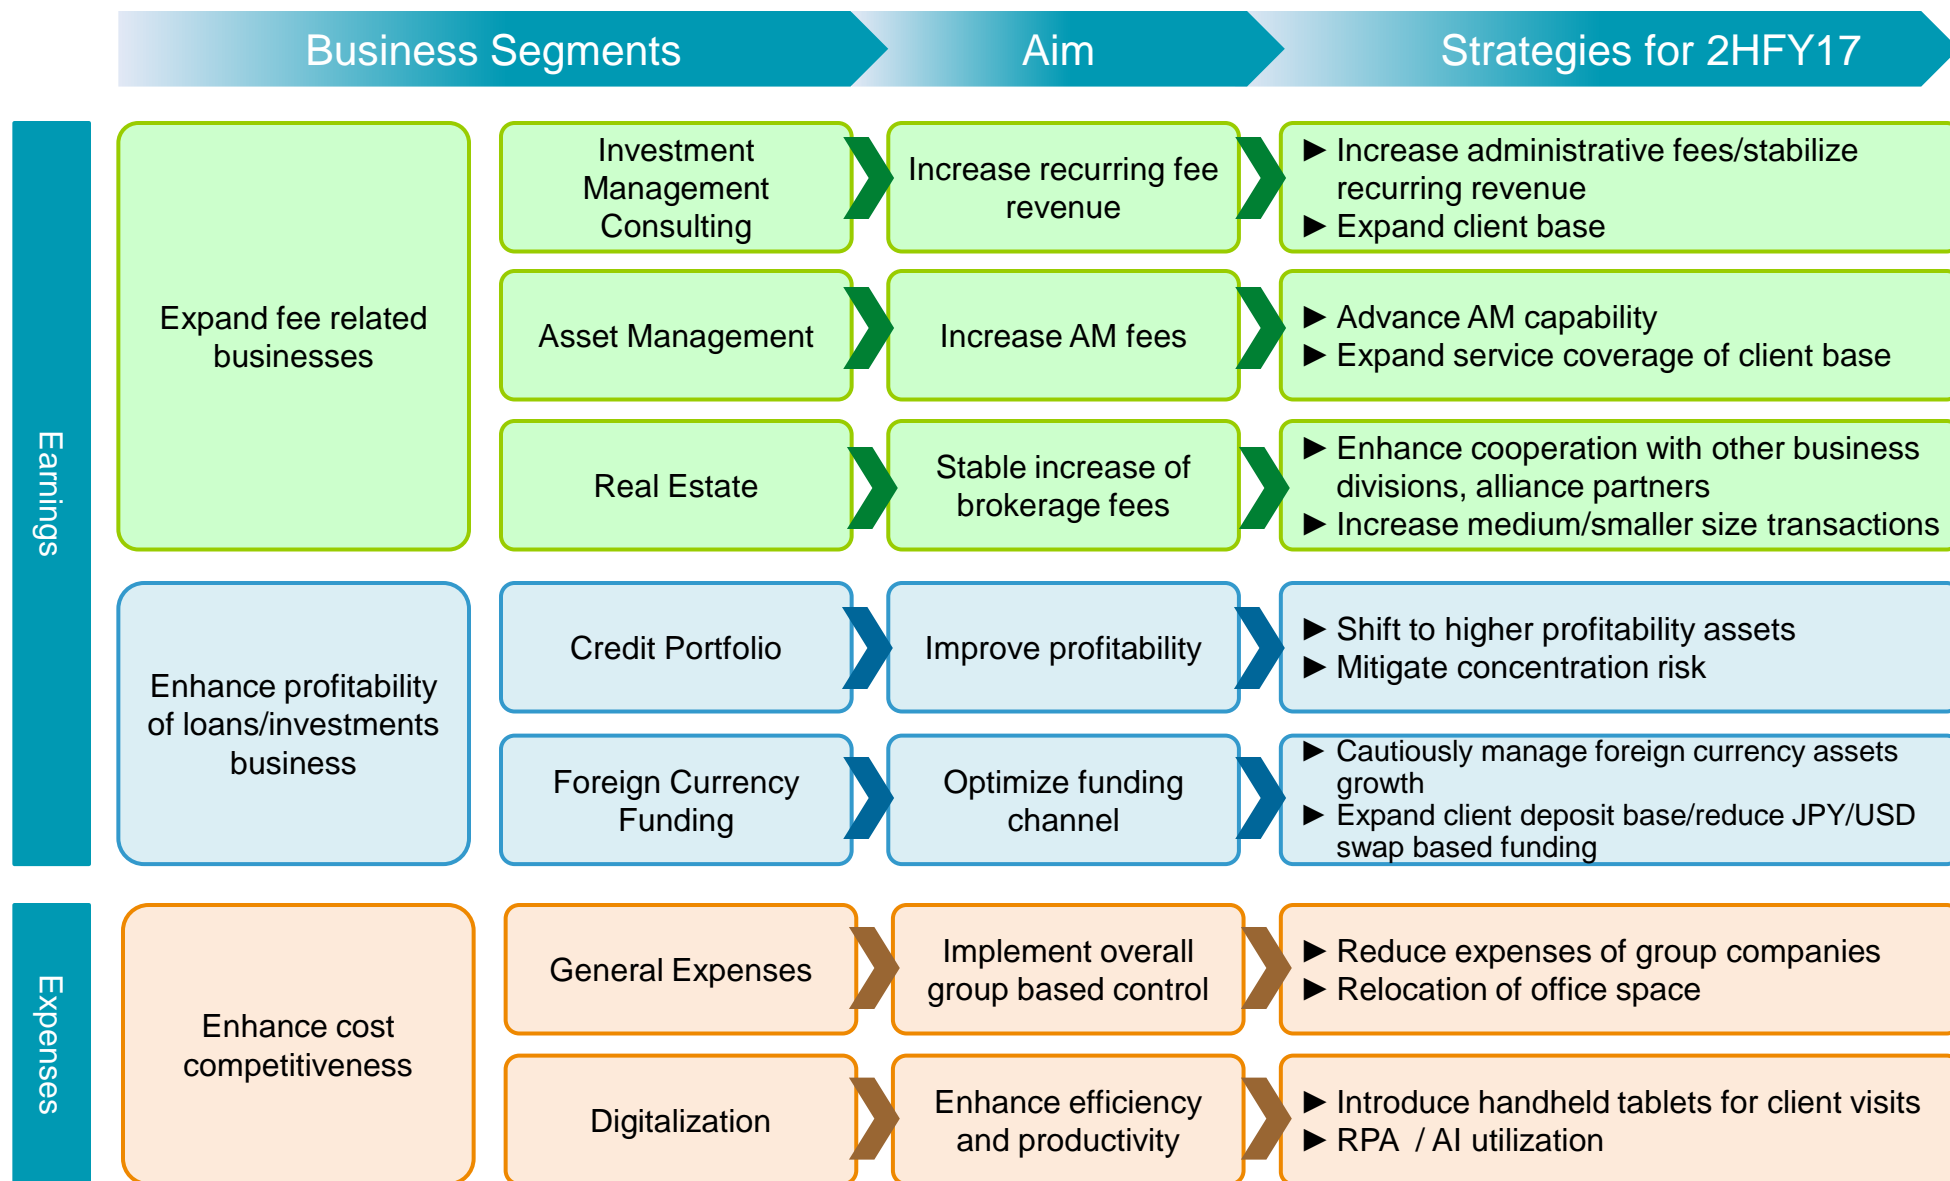 Business Segments
Aim
Strategies for 2HFY17
Earnings
Expand fee related
businesses
Investment
Management
Consulting
Increase recurring fee
revenue
► Increase administrative fees/stabilize
recurring revenue
► Expand client base
Asset Management
Increase AM fees
► Advance AM capability
► Expand service coverage of client base
Real Estate
Stable increase of
brokerage fees
► Enhance cooperation with other business
divisions, alliance partners
► Increase medium/smaller size transactions
Enhance profitability
of loans/investments
business
Credit Portfolio
Improve profitability
► Shift to higher profitability assets
► Mitigate concentration risk
Foreign Currency
Funding
Optimize funding
channel
► Cautiously manage foreign currency assets
growth
► Expand client deposit base/reduce JPY/USD
swap based funding
Expenses
Enhance cost
competitiveness
General Expenses
Implement overall
group based control
► Reduce expenses of group companies
► Relocation of office space
Digitalization
Enhance efficiency
and productivity
► Introduce handheld tablets for client visits
► RPA / AI utilization